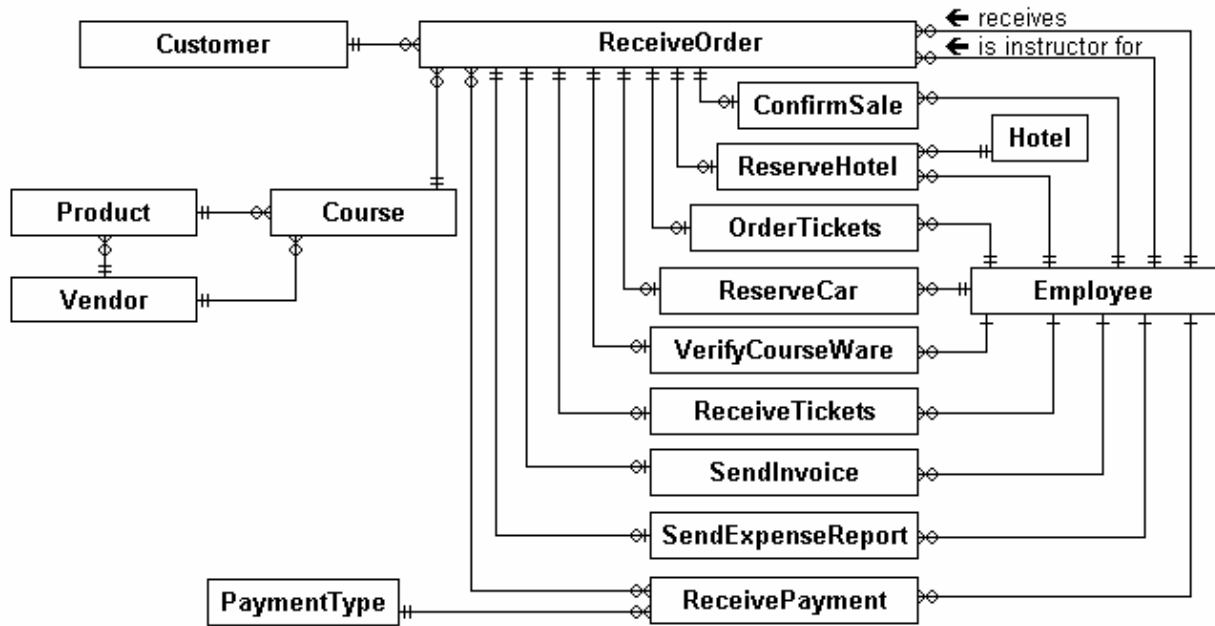 ← receives
Customer
ReceiveOrder
← is instructor for
ConfirmSale
Hotel
ReserveHotel
Product
Course
OrderTickets
Vendor
ReserveCar
Employee
VerifyCourseWare
ReceiveTickets
SendInvoice
SendExpenseReport
PaymentType
ReceivePayment